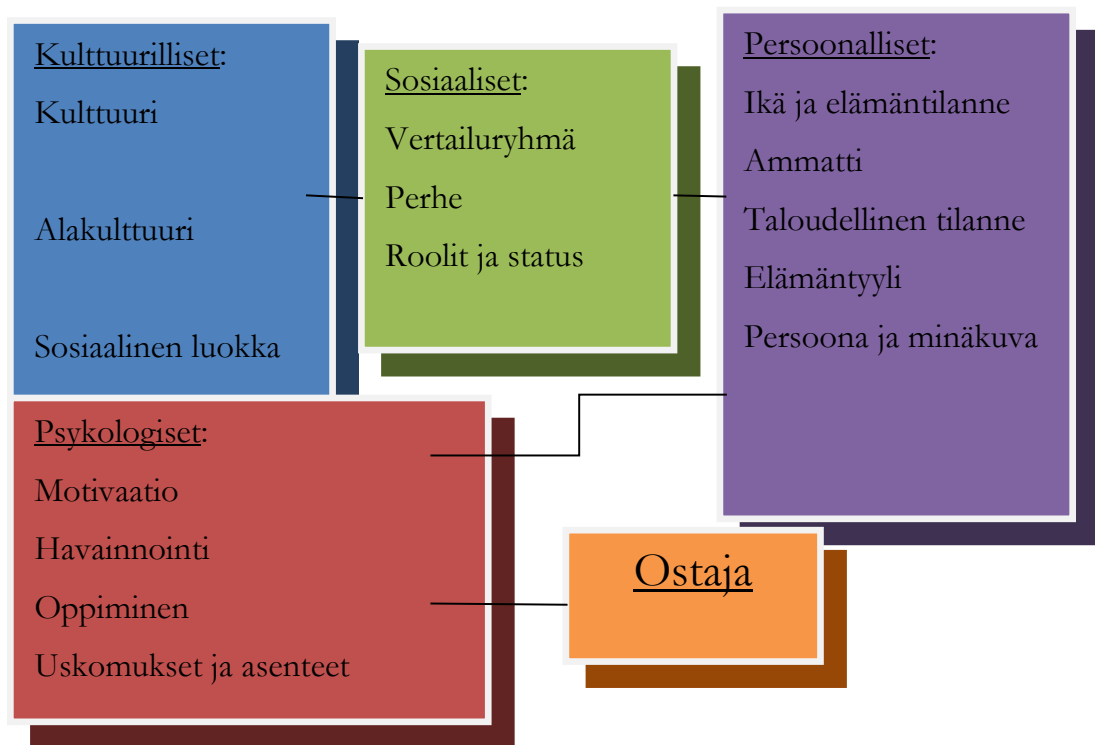 Kulttuurilliset:
Kulttuuri
Alakulttuuri
Sosiaalinen luokka
Sosiaaliset:
Vertailuryhmä
Perhe
Roolit ja status
Persoonalliset:
Ikä ja elämäntilanne
Ammatti
Taloudellinen tilanne
Elämäntyyli
Persoona ja minäkuva
Psykologiset:
Motivaatio
Havainnointi
Oppiminen
Uskomukset ja asenteet
Ostaja